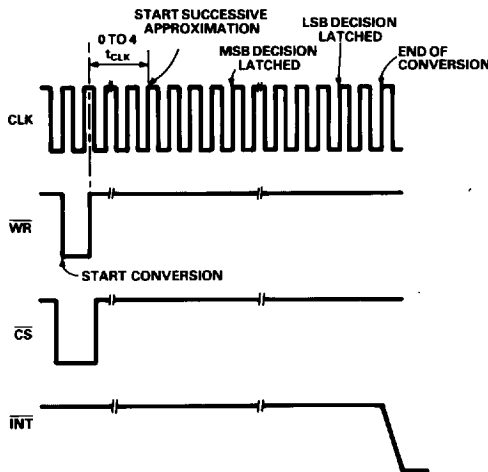 START SUCCESSIVE
APPROXIMATION
0 TO 4
tCLK
MSB DECISION
LATCHED
LSB DECISION
LATCHED
END OF
CONVERSION
CLK
WR
START CONVERSION
CS
INT